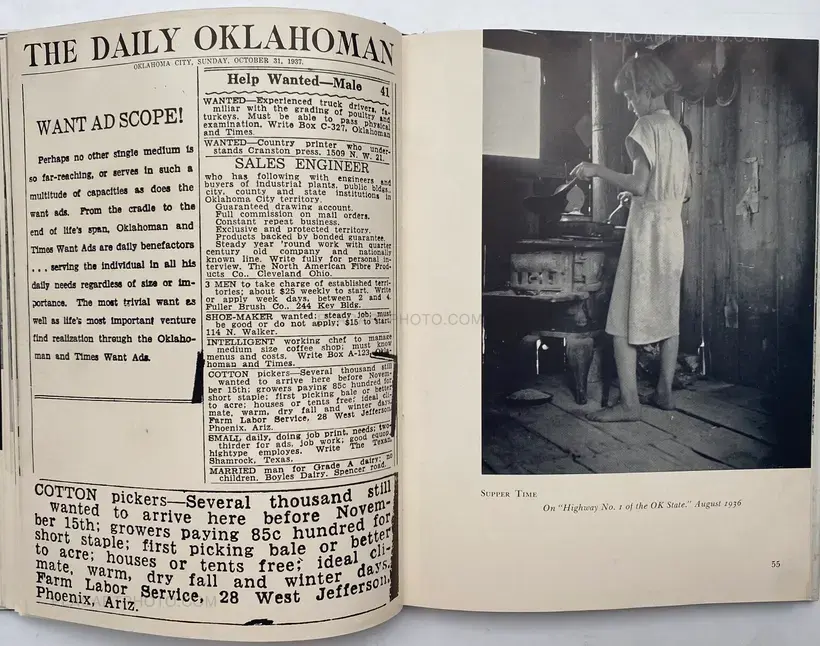 THE DAILY OKLAHOMAN
OKLAHOMA CITY, SUNDAY, OCTOBER 31, 1937.
WANT AD SCOPE!
Perhaps no other single medium is
so far-reaching, or serves in such a
multitude of capacities as does the
want ads. From the cradle to the
end of life's span, Oklahoman and
Times Want Ads are daily benefactors
... serving the individual in all his
daily needs regardless of size or im-
portance. The most trivial want as
well as life's most important venture
find realization through the Oklaho-
man and Times Want Ads.
Help Wanted—Male 41
WANTED—Experienced truck drivers, fa-
miliar with the grading of poultry and
turkeys. Must be able to pass physical
examination. Write Box C-327, Oklahoman
and Times.
WANTED—Country printer who under-
stands Cranston press. 1509 N. W. 21.
SALES ENGINEER
who has following with engineers and
buyers of industrial plants, public bldgs.,
city, county and state institutions in
Oklahoma City territory.
Guaranteed drawing account.
Full commission on mail orders.
Constant repeat business.
Exclusive and protected territory.
Products backed by bonded guarantee.
Steady year 'round work with quarter
century old company and nationally
known line. Write fully for personal in-
terview. The North American Fibre Prod-
ucts Co., Cleveland Ohio.
3 MEN to take charge of established terri-
tories; about $25 weekly to start. Write
or apply week days, between 2 and 4.
Fuller Brush Co., 244 Key Bldg.
SHOE-MAKER wanted; steady job; must
be good or do not apply; $15 to start.
114 N. Walker.
INTELLIGENT working chef to manage
medium size coffee shop; must know
menus and costs. Write Box A-123,
homan and Times.
COTTON pickers—Several thousand still
wanted to arrive here before Novem-
ber 15th; growers paying 85c hundred for
short staple; first picking bale or better
to acre; houses or tents free; ideal cli-
mate, warm, dry fall and winter days.
Farm Labor Service, 28 West Jefferson,
Phoenix, Ariz.
SMALL daily, doing job print, needs; two-
thirder for ads, job work; good equip.
hightype employes. Write The Texan,
Shamrock, Texas.
MARRIED man for Grade A dairy; no
children. Boyles Dairy. Spencer road.
COTTON pickers—Several thousand still
wanted to arrive here before Novem-
ber 15th; growers paying 85c hundred for
short staple; first picking bale or better
to acre; houses or tents free; ideal cli-
mate, warm, dry fall and winter days.
Farm Labor Service, 28 West Jefferson,
Phoenix, Ariz.
SUPPER TIME
On "Highway No. 1 of the OK State." August 1936
55